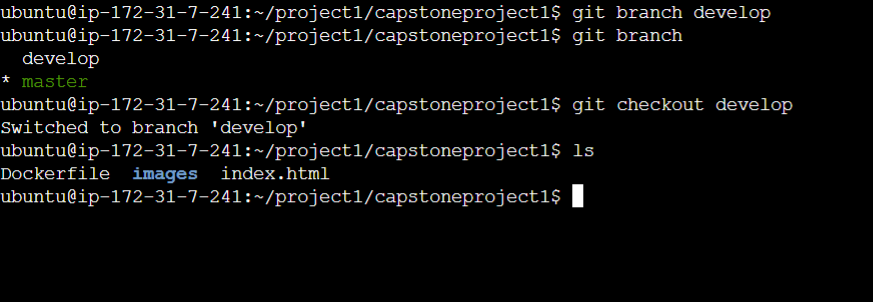 ubuntu@ip-172-31-7-241:~/project1/capstoneproject1$ git branch develop
ubuntu@ip-172-31-7-241:~/project1/capstoneproject1$ git branch
  develop
* master
ubuntu@ip-172-31-7-241:~/project1/capstoneproject1$ git checkout develop
Switched to branch 'develop'
ubuntu@ip-172-31-7-241:~/project1/capstoneproject1$ ls
Dockerfile  images  index.html
ubuntu@ip-172-31-7-241:~/project1/capstoneproject1$